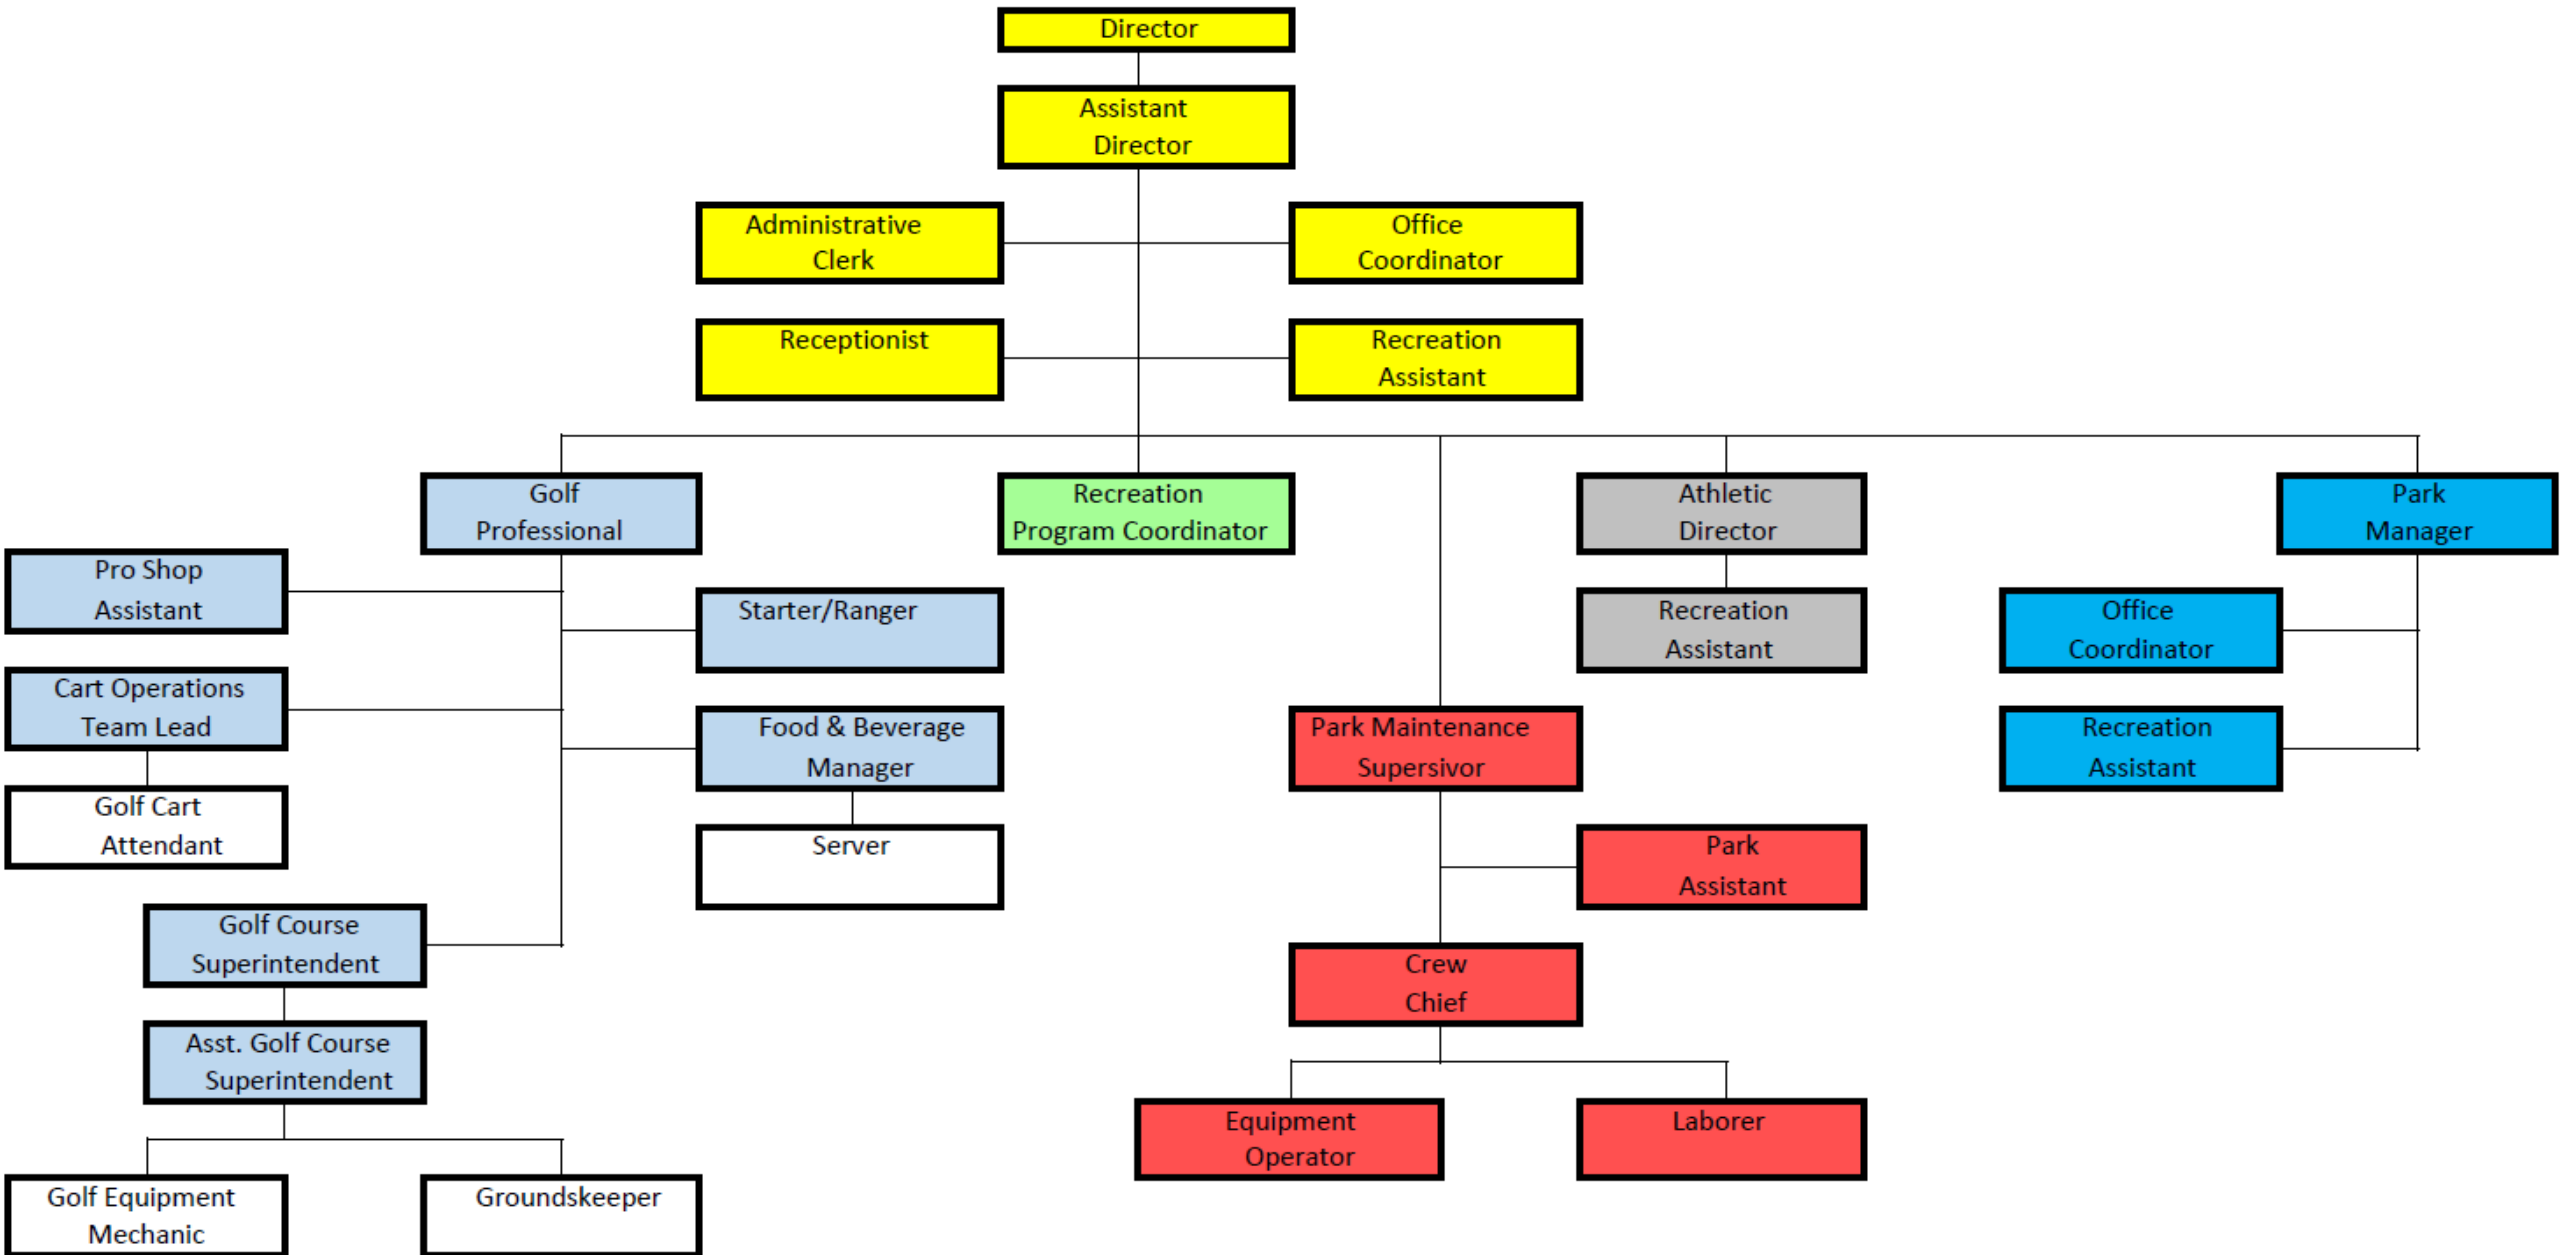 Director
Assistant
Director
Administrative
Clerk
Office
Coordinator
Receptionist
Recreation
Assistant
Golf
Professional
Recreation
Program Coordinator
Athletic
Director
Park
Manager
Pro Shop
Assistant
Starter/Ranger
Recreation
Assistant
Office
Coordinator
Cart Operations
Team Lead
Food & Beverage
Manager
Park Maintenance
Supersivor
Recreation
Assistant
Golf Cart
Attendant
Server
Park
Assistant
Golf Course
Superintendent
Crew
Chief
Asst. Golf Course
Superintendent
Equipment
Operator
Laborer
Golf Equipment
Mechanic
Groundskeeper